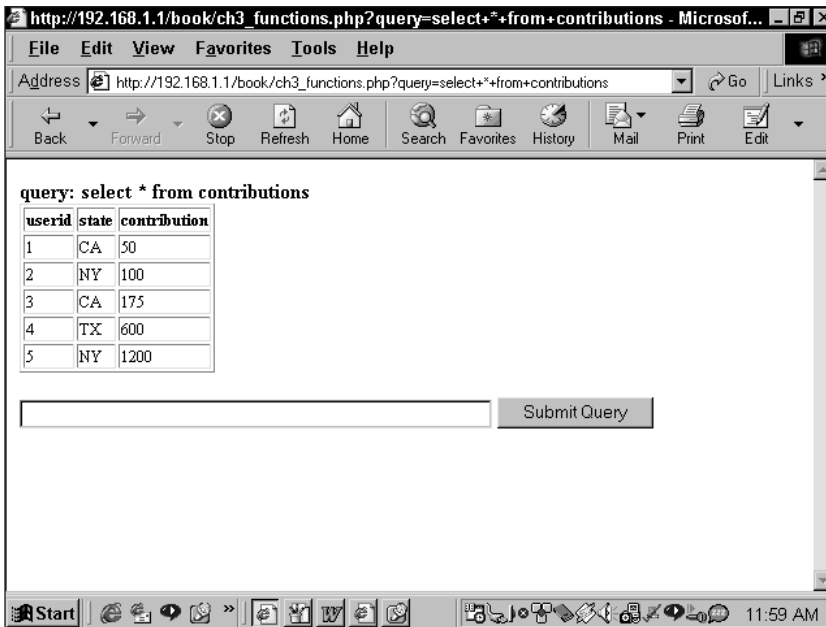 http://192.168.1.1/book/ch3_functions.php?query=select+*+from+contributions - Microsof...
File Edit View Favorites Tools Help
Address http://192.168.1.1/book/ch3_functions.php?query=select+*+from+contributions Go Links
Back Forward Stop Refresh Home Search Favorites History Mail Print Edit
query: select * from contributions
userid state contribution
1 CA 50
2 NY 100
3 CA 175
4 TX 600
5 NY 1200
Submit Query
Start 11:59 AM